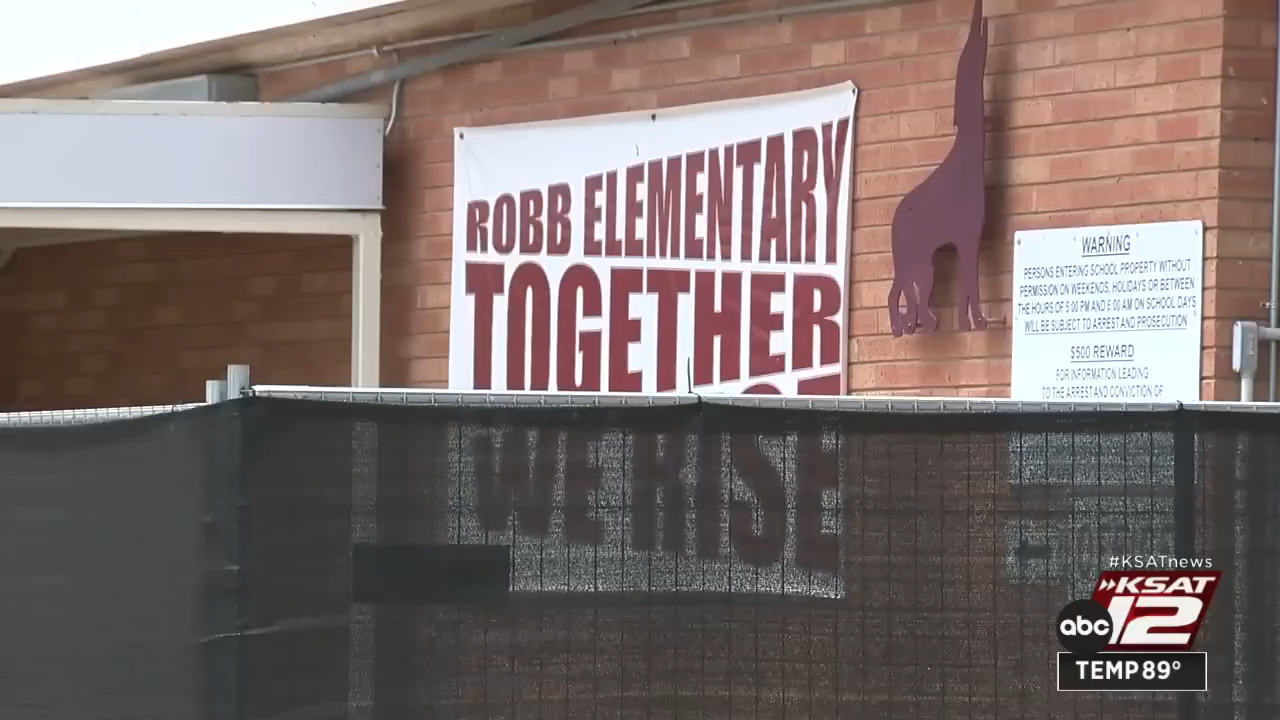 ROBB ELEMENTARY
TOGETHER
WE RISE
WARNING
PERSONS ENTERING SCHOOL PROPERTY WITHOUT
PERMISSION ON WEEKENDS, HOLIDAYS OR BETWEEN
THE HOURS OF 5:00 PM AND 6:00 AM ON SCHOOL DAYS
WILL BE SUBJECT TO ARREST AND PROSECUTION
$500 REWARD
FOR INFORMATION LEADING
TO THE ARREST AND CONVICTION OF
#KSATnews
KSAT
abc 12
TEMP 89°